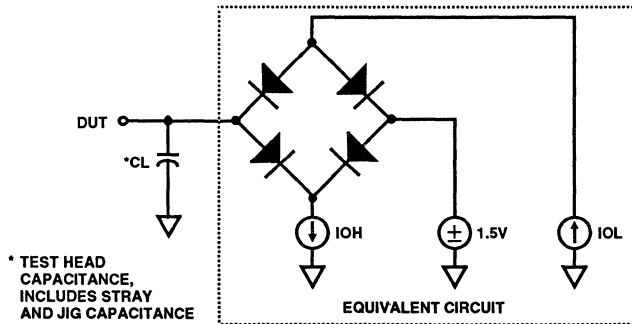 DUT
*CL
IOH
±
1.5V
IOL
* TEST HEAD
CAPACITANCE,
INCLUDES STRAY
AND JIG CAPACITANCE
EQUIVALENT CIRCUIT